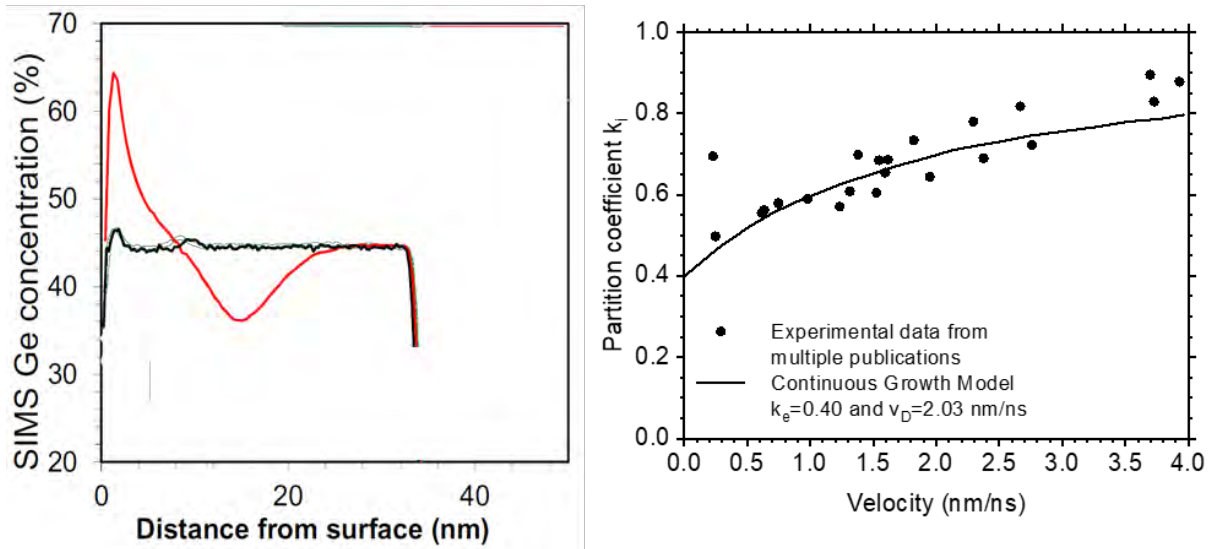 SIMS Ge concentration (%)
70
60
50
40
30
20
0
20
40
Distance from surface (nm)
Partition coefficient kᵢ
1.0
0.8
0.6
0.4
0.2
0.0
Experimental data from
multiple publications
Continuous Growth Model
kₑ=0.40 and v_D=2.03 nm/ns
0.0 0.5 1.0 1.5 2.0 2.5 3.0 3.5 4.0
Velocity (nm/ns)